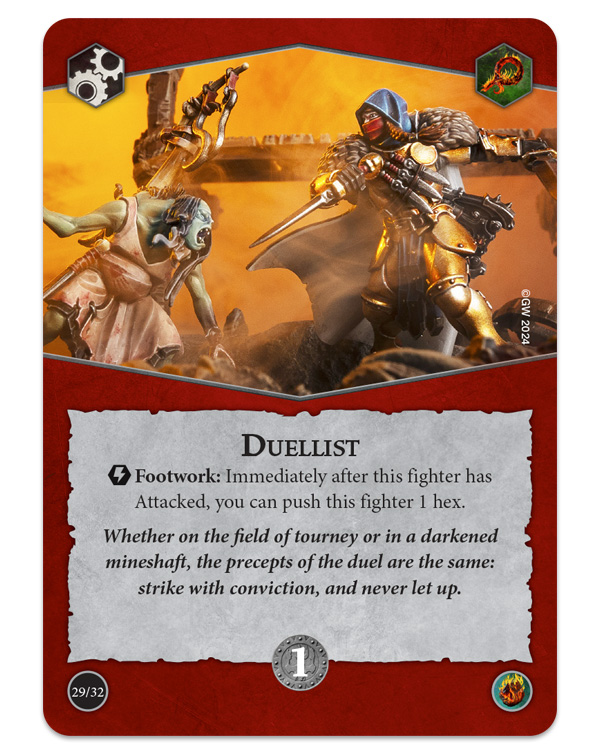 ©GW 2024
DUELLIST
Footwork: Immediately after this fighter has
Attacked, you can push this fighter 1 hex.
Whether on the field of tourney or in a darkened
mineshaft, the precepts of the duel are the same:
strike with conviction, and never let up.
1
29/32